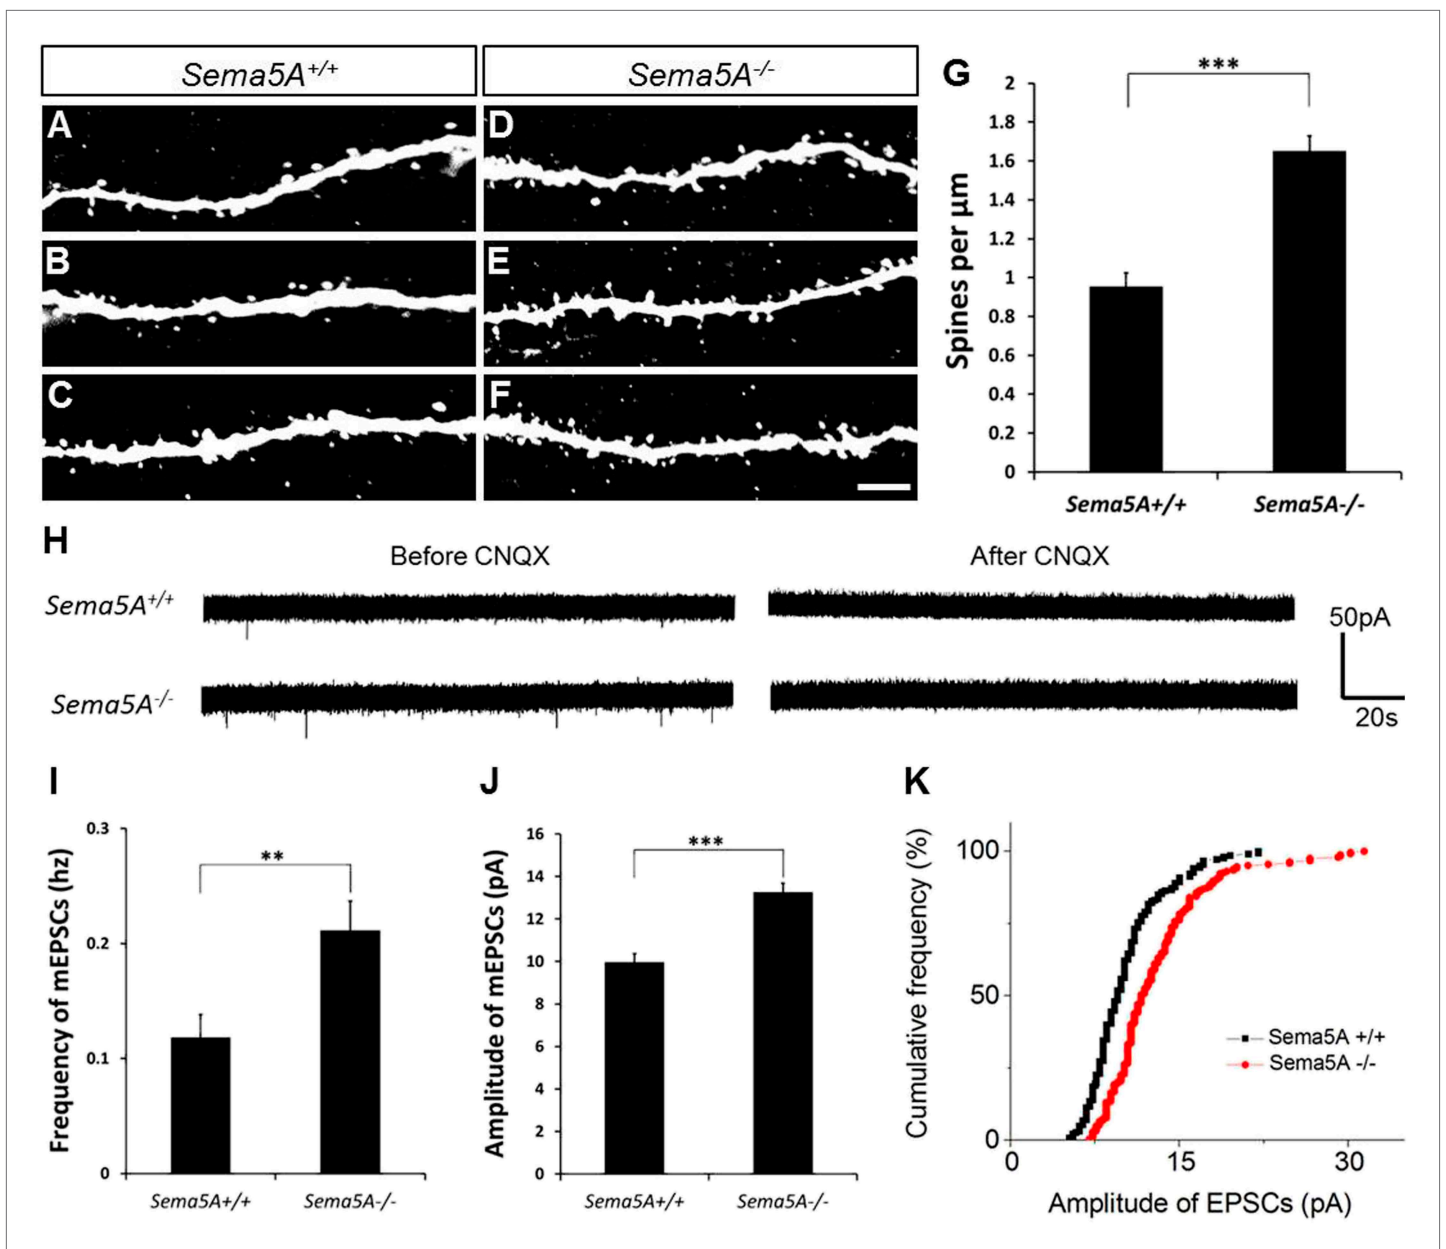 Sema5A+/+
Sema5A-/-
A
D
B
E
C
F
G
***
2
1.8
1.6
1.4
1.2
1
0.8
0.6
0.4
0.2
0
Spines per µm
Sema5A+/+
Sema5A-/-
H
Before CNQX
After CNQX
Sema5A+/+
Sema5A-/-
50pA
20s
I
**
0.3
0.2
0.1
0
Frequency of mEPSCs (hz)
Sema5A+/+
Sema5A-/-
J
***
16
14
12
10
8
6
4
2
0
Amplitude of mEPSCs (pA)
Sema5A+/+
Sema5A-/-
K
100
50
0
Cumulative frequency (%)
Sema5A +/+
Sema5A -/-
0
15
30
Amplitude of EPSCs (pA)